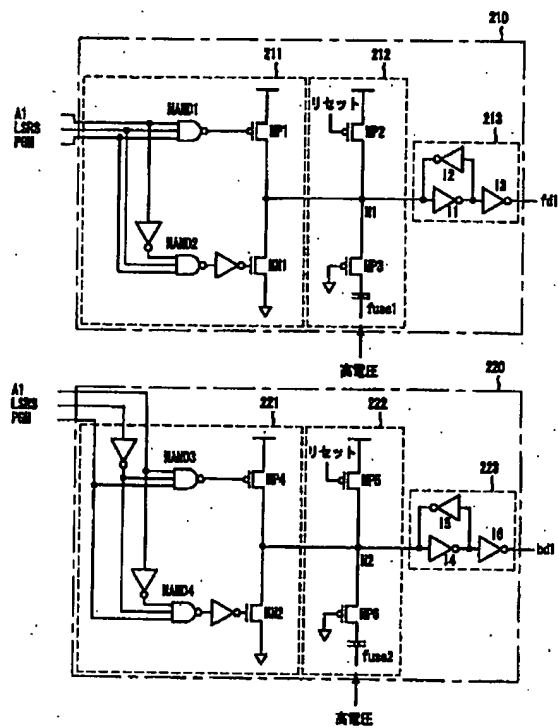 210
211
212
A1
LSRS
PGM
NAND1
MP1
リセット
MP2
213
I2
I1
I3
fd1
N1
NAND2
MN1
MP3
fuse1
高電圧
220
A1
LSRS
PGM
221
222
NAND3
MP4
リセット
MP5
223
I5
I4
I6
bd1
N2
NAND4
MN2
MP6
fuse2
高電圧